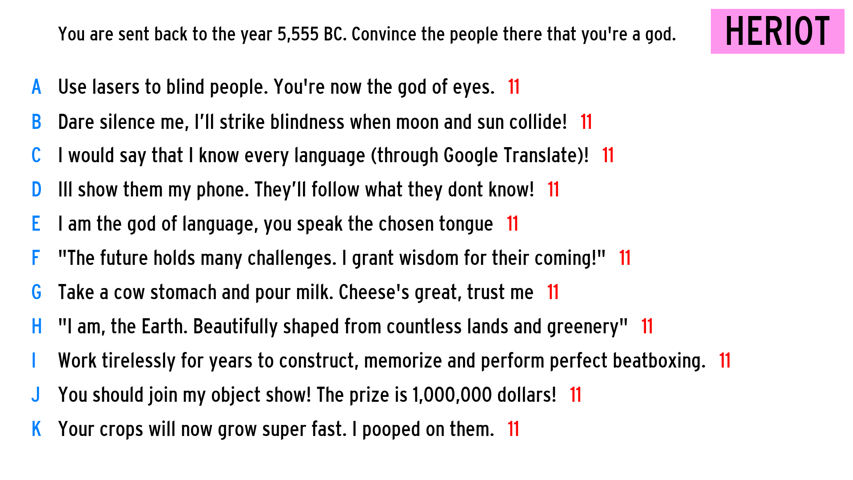 You are sent back to the year 5,555 BC. Convince the people there that you're a god.
HERIOT
A Use lasers to blind people. You're now the god of eyes. 11
B Dare silence me, I’ll strike blindness when moon and sun collide! 11
C I would say that I know every language (through Google Translate)! 11
D Ill show them my phone. They’ll follow what they dont know! 11
E I am the god of language, you speak the chosen tongue 11
F "The future holds many challenges. I grant wisdom for their coming!" 11
G Take a cow stomach and pour milk. Cheese's great, trust me 11
H "I am, the Earth. Beautifully shaped from countless lands and greenery" 11
I Work tirelessly for years to construct, memorize and perform perfect beatboxing. 11
J You should join my object show! The prize is 1,000,000 dollars! 11
K Your crops will now grow super fast. I pooped on them. 11